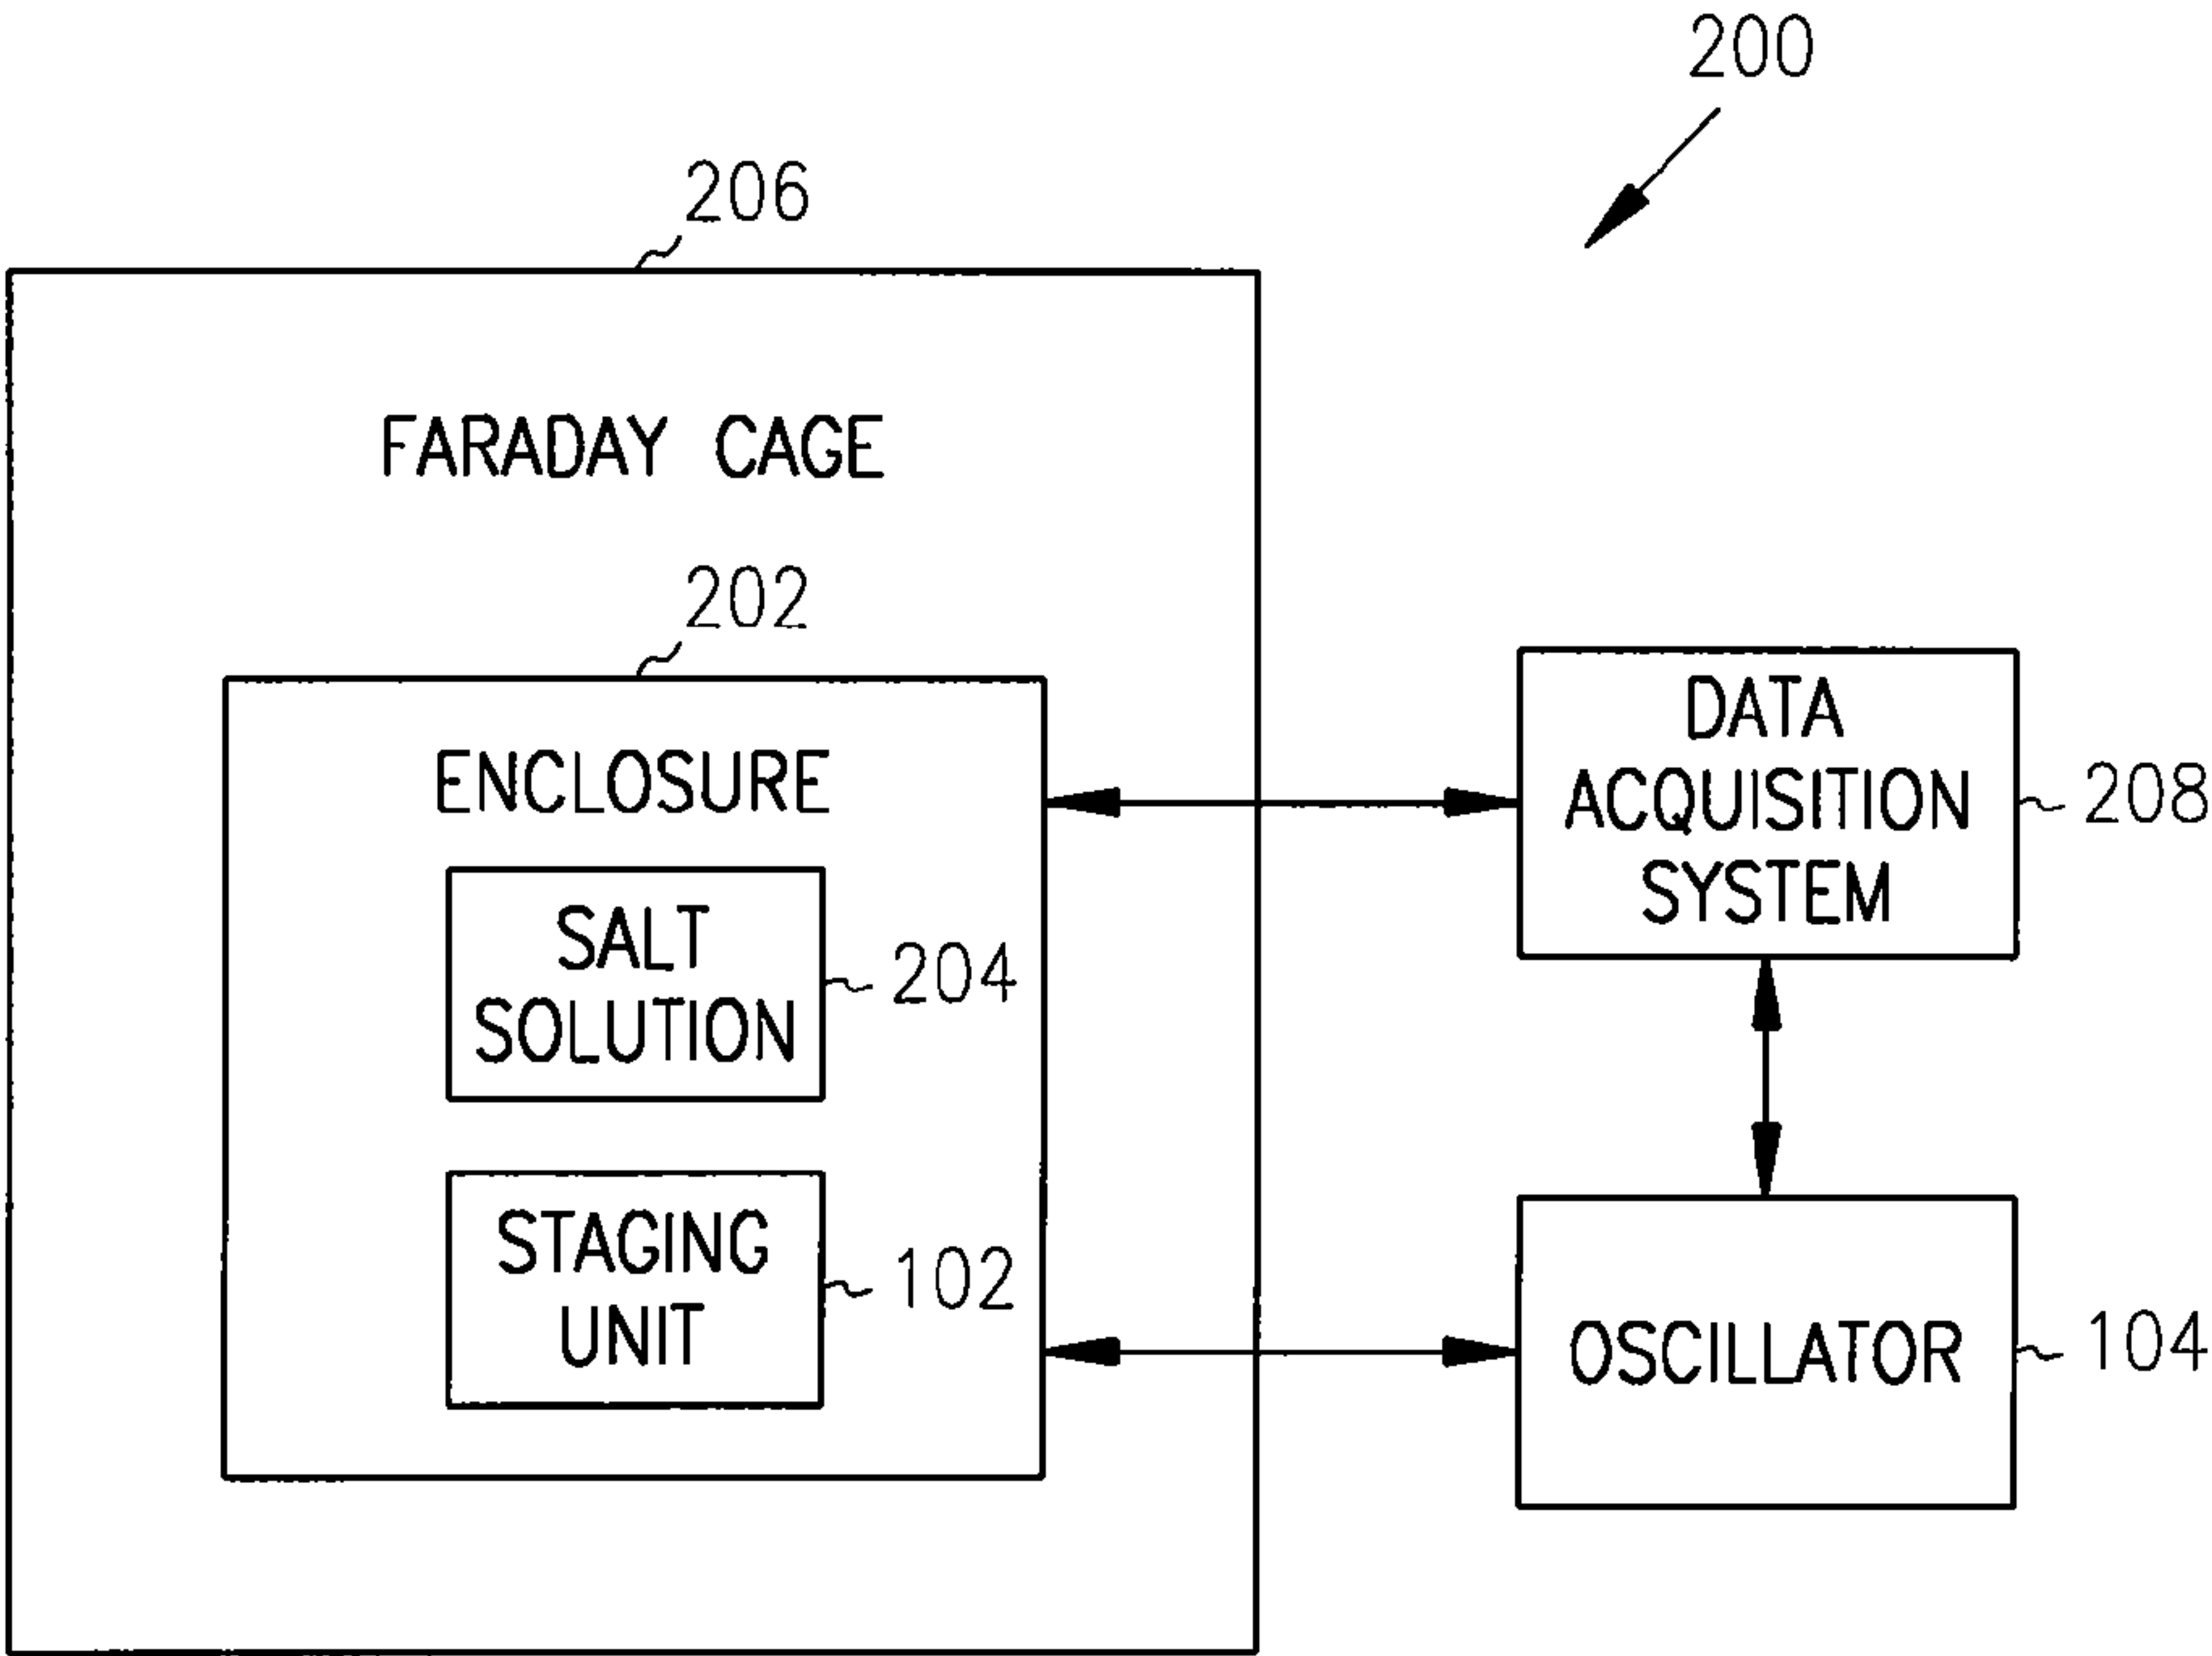 200
206
FARADAY CAGE
202
ENCLOSURE
SALT
SOLUTION
204
STAGING
UNIT
102
DATA
ACQUISITION
SYSTEM
208
OSCILLATOR
104